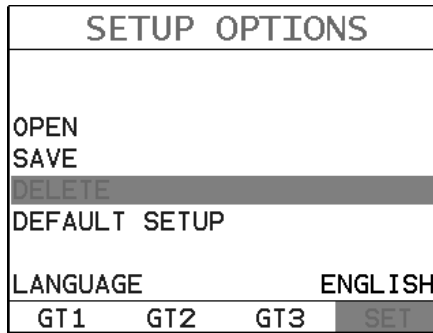 SETUP OPTIONS
OPEN
SAVE
DELETE
DEFAULT SETUP
LANGUAGE ENGLISH
GT1 GT2 GT3 SET